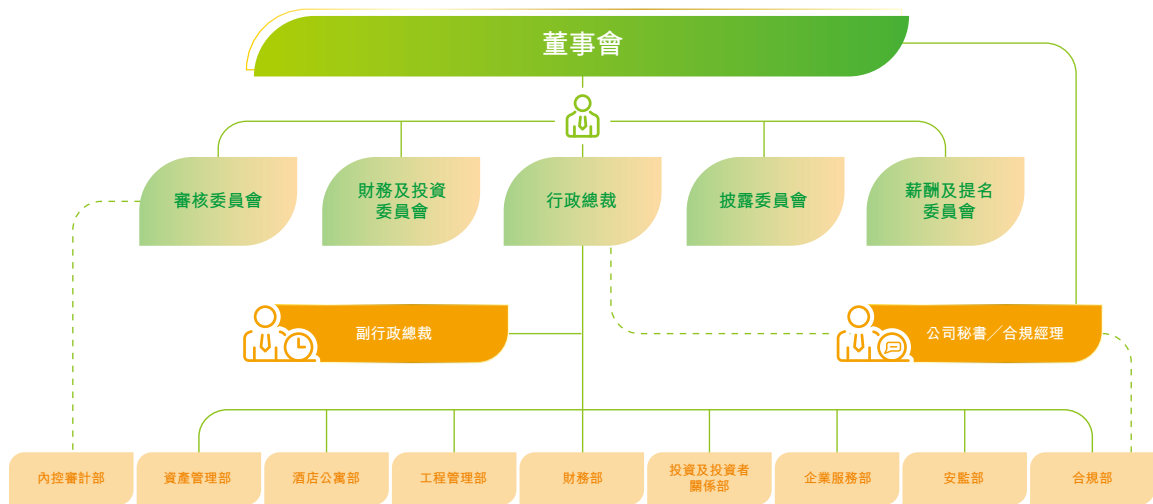 董事會
審核委員會
財務及投資
委員會
行政總裁
披露委員會
薪酬及提名
委員會
副行政總裁
公司秘書／合規經理
內控審計部
資產管理部
酒店公寓部
工程管理部
財務部
投資及投資者
關係部
企業服務部
安監部
合規部